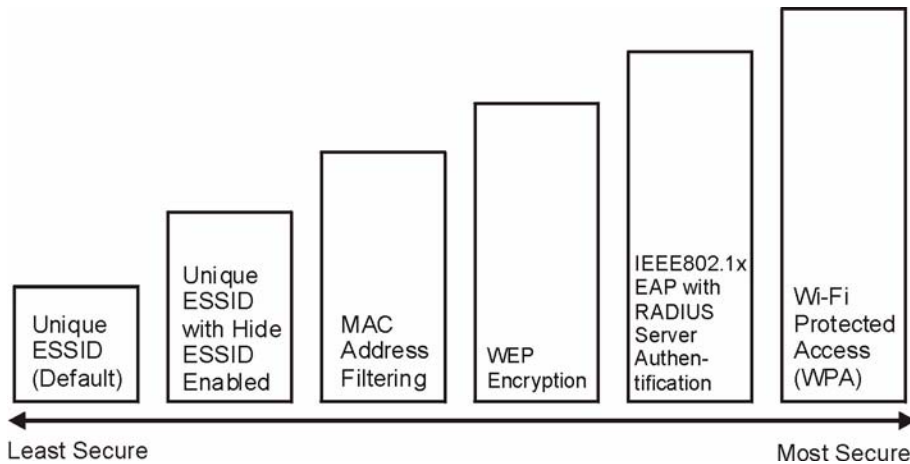 Unique
ESSID
(Default)
Unique
ESSID
with Hide
ESSID
Enabled
MAC
Address
Filtering
WEP
Encryption
IEEE802.1x
EAP with
RADIUS
Server
Authen-
tification
Wi-Fi
Protected
Access
(WPA)
Least Secure
Most Secure